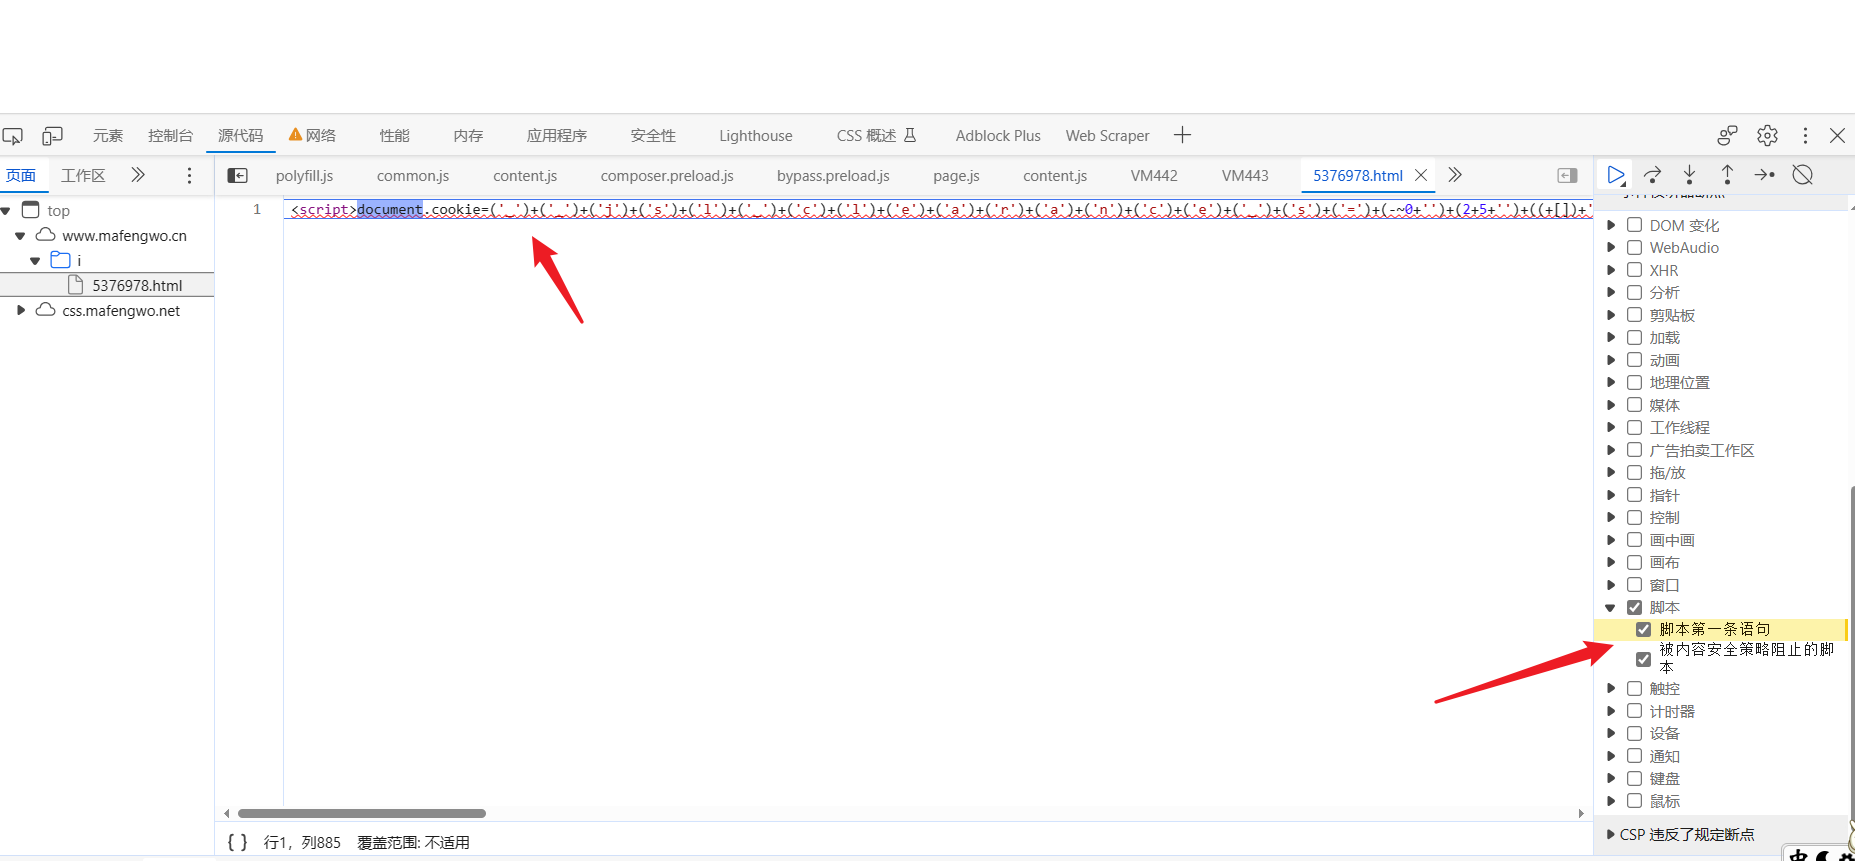 元素 控制台 源代码 网络 性能 内存 应用程序 安全性 Lighthouse CSS 概述 Adblock Plus Web Scraper
页面 工作区
polyfill.js common.js content.js composer.preload.js bypass.preload.js page.js content.js VM442 VM443 5376978.html
top
www.mafengwo.cn
i
5376978.html
css.mafengwo.net
1 <script>document.cookie=('_')+('_')+('j')+('s')+('l')+('_')+('c')+('l')+('e')+('a')+('r')+('a')+('n')+('c')+('e')+('_')+('s')+('=')+(-~0+'')+(2+5+'')+((+[])+'
DOM 变化
WebAudio
XHR
分析
剪贴板
加载
动画
地理位置
媒体
工作线程
广告拍卖工作区
拖/放
指针
控制
画中画
画布
窗口
脚本
脚本第一条语句
被内容安全策略阻止的脚
本
触控
计时器
设备
通知
键盘
鼠标
CSP 违反了规定断点
{ } 行1，列885 覆盖范围: 不适用
中